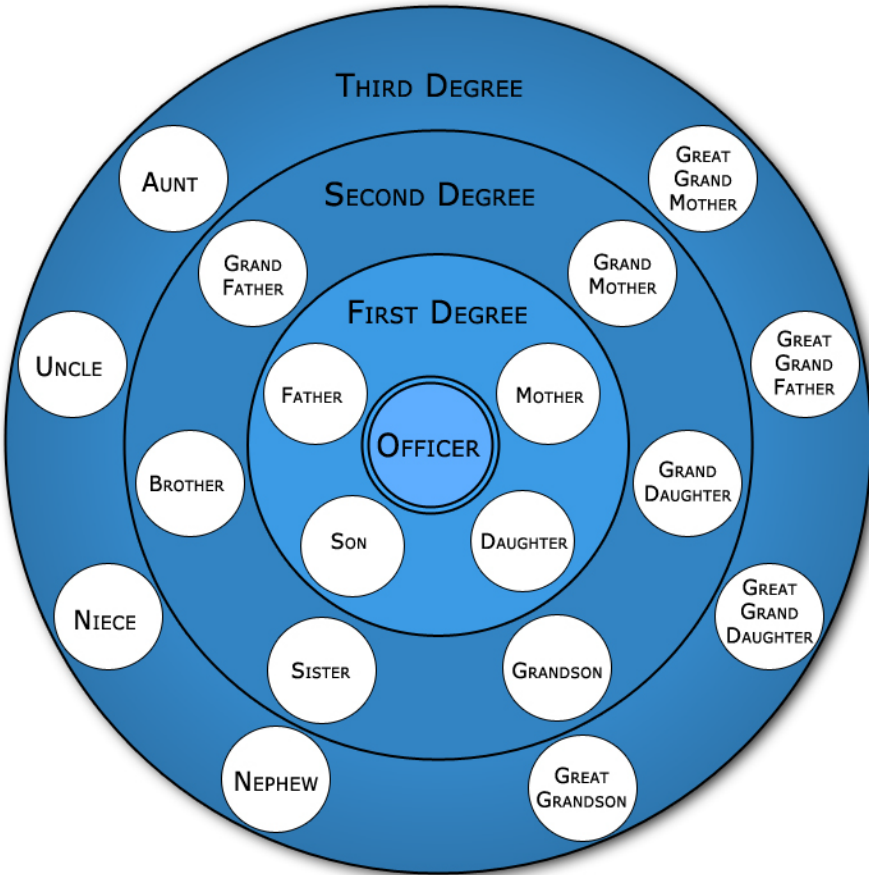 Third Degree
Aunt
Great
Grand
Mother
Second Degree
Grand
Father
Grand
Mother
First Degree
Uncle
Great
Grand
Father
Father
Mother
Officer
Brother
Grand
Daughter
Son
Daughter
Niece
Great
Grand
Daughter
Sister
Grandson
Nephew
Great
Grandson